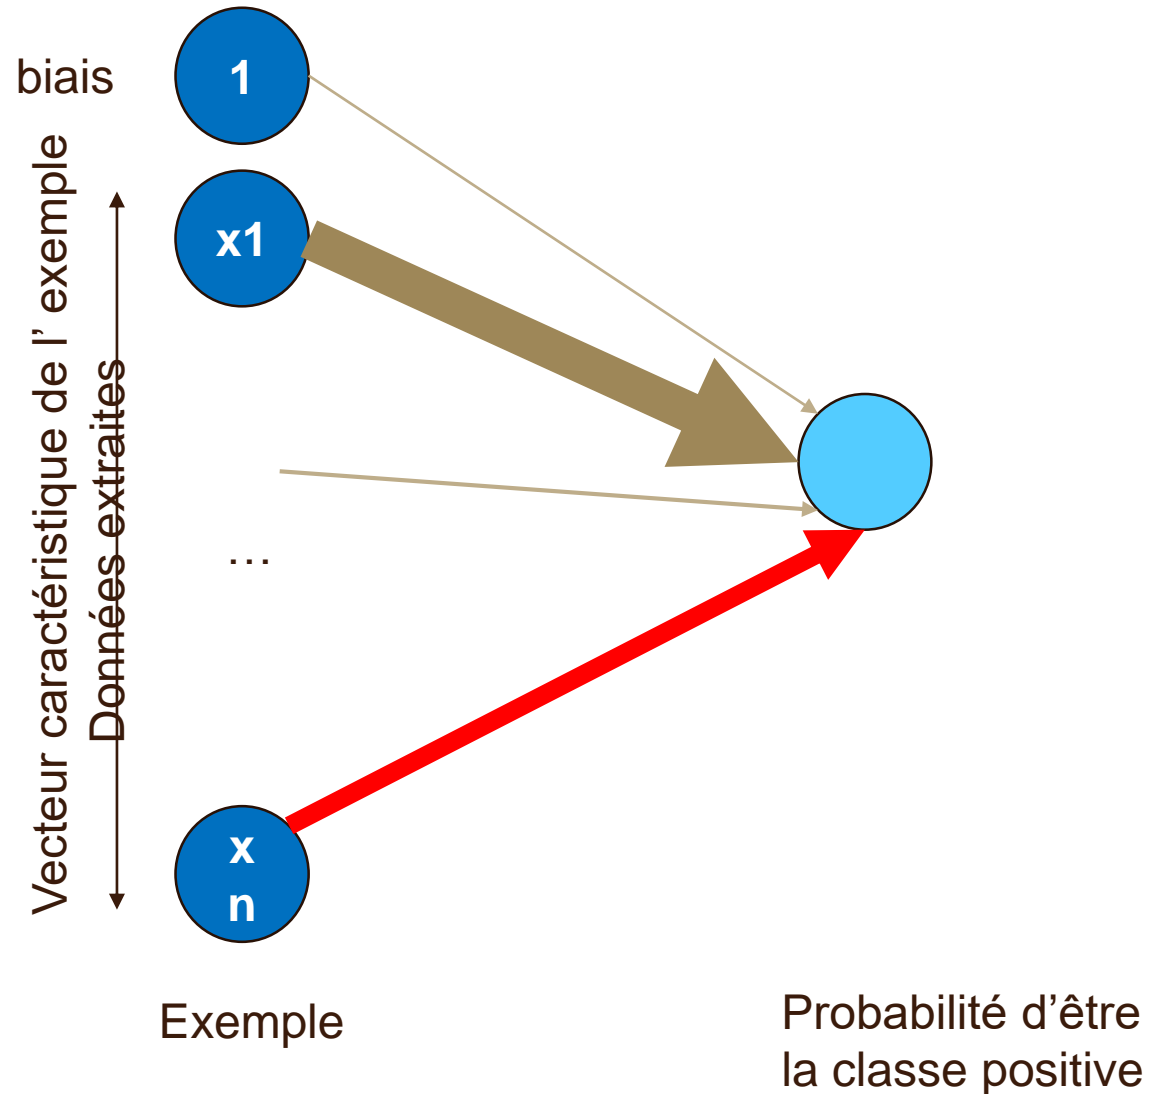 biais
1
Vecteur caractéristique de l’ exemple
Données extraites
x1
…
x
n
Exemple
Probabilité d’être
la classe positive